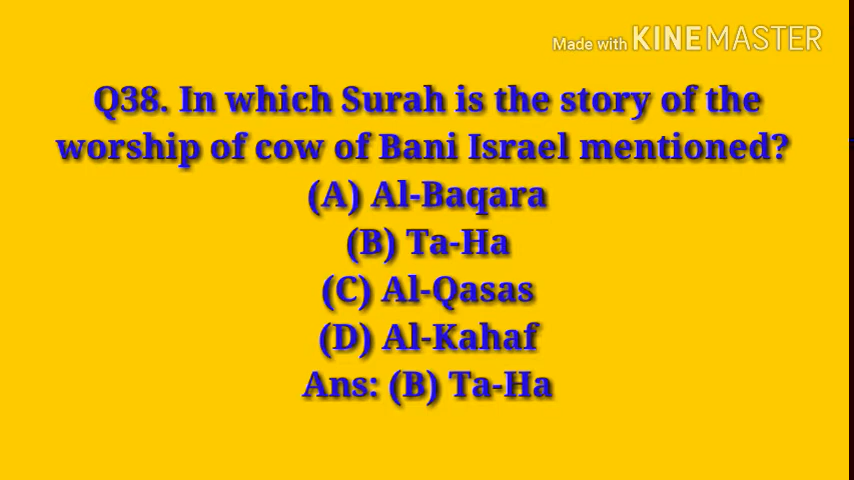 Made with KINEMASTER
Q38. In which Surah is the story of the
worship of cow of Bani Israel mentioned?
(A) Al-Baqara
(B) Ta-Ha
(C) Al-Qasas
(D) Al-Kahaf
Ans: (B) Ta-Ha